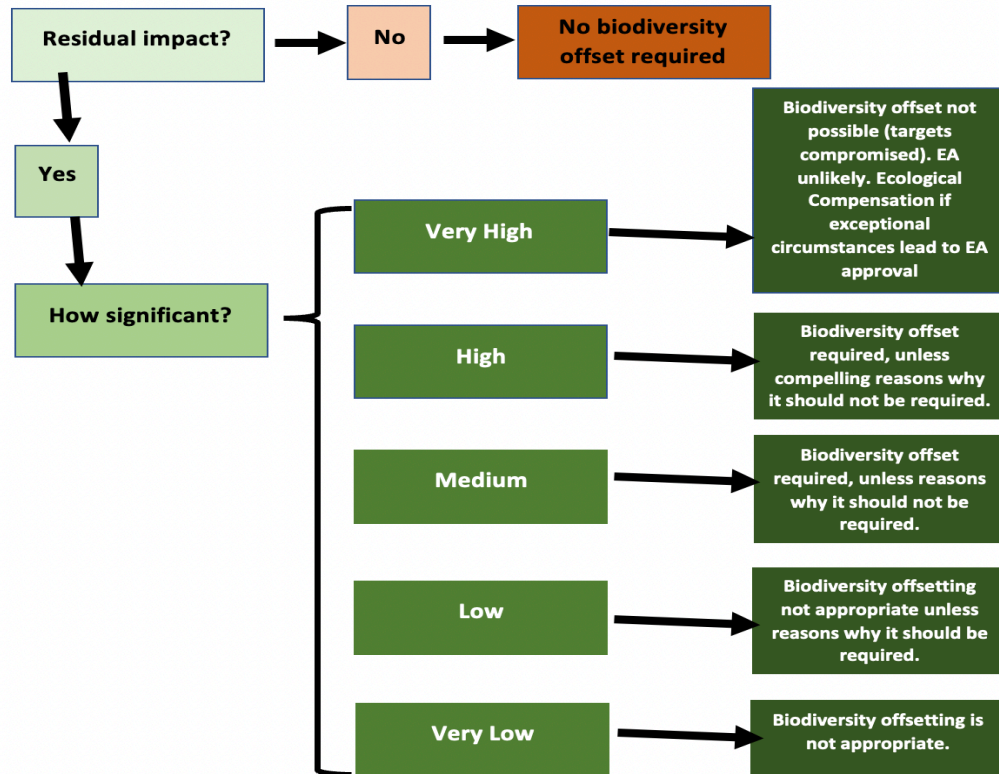 Residual impact?
No
No biodiversity
offset required
Yes
How significant?
Very High
Biodiversity offset not
possible (targets
compromised). EA
unlikely. Ecological
Compensation if
exceptional
circumstances lead to EA
approval
High
Biodiversity offset
required, unless
compelling reasons why
it should not be required.
Medium
Biodiversity offset
required, unless reasons
why it should not be
required.
Low
Biodiversity offsetting
not appropriate unless
reasons why it should be
required.
Very Low
Biodiversity offsetting is
not appropriate.